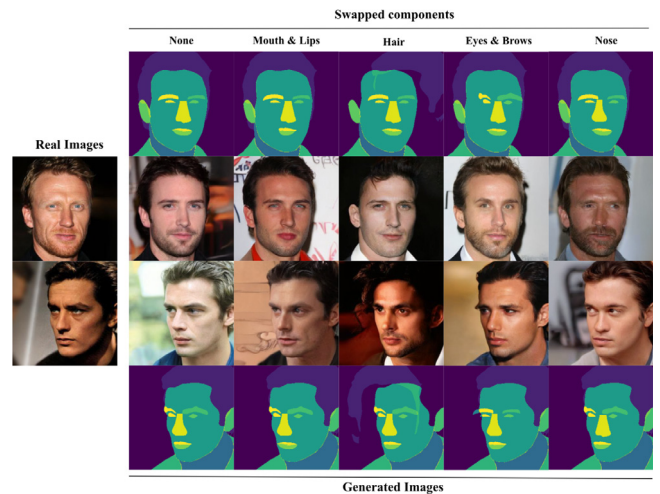 Swapped components
None Mouth & Lips Hair Eyes & Brows Nose
Real Images
Generated Images